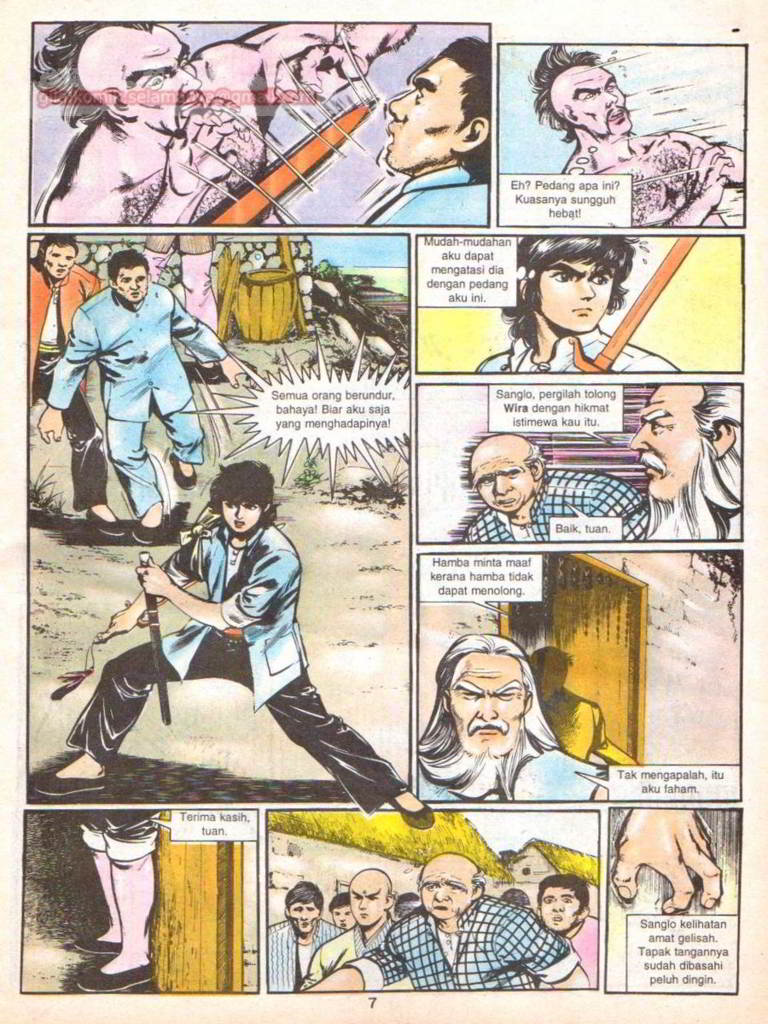 Eh? Pedang apa ini?
Kuasanya sungguh
hebat!
Semua orang berundur,
bahaya! Biar aku saja
yang menghadapinya!
Mudah-mudahan
aku dapat
mengatasi dia
dengan pedang
aku ini.
Sanglo, pergilah tolong
Wira dengan hikmat
istimewa kau itu.
Baik, tuan.
Hamba minta maaf
kerana hamba tidak
dapat menolong.
Tak mengapalah, itu
aku faham.
Terima kasih,
tuan.
Sanglo kelihatan
amat gelisah.
Tapak tangannya
sudah dibasahi
peluh dingin.
7